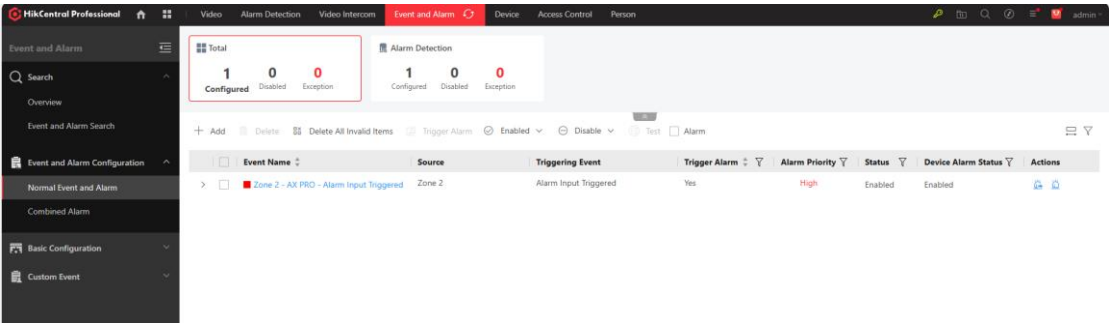 HikCentral Professional Video Alarm Detection Video Intercom Event and Alarm Device Access Control Person admin
Event and Alarm
Search
Overview
Event and Alarm Search
Event and Alarm Configuration
Normal Event and Alarm
Combined Alarm
Basic Configuration
Custom Event
Total
1 0 0
Configured Disabled Exception
Alarm Detection
1 0 0
Configured Disabled Exception
Add Delete Delete All Invalid Items Trigger Alarm Enabled Disable Test Alarm
Event Name Source Triggering Event Trigger Alarm Alarm Priority Status Device Alarm Status Actions
Zone 2 - AX PRO - Alarm Input Triggered Zone 2 Alarm Input Triggered Yes High Enabled Enabled